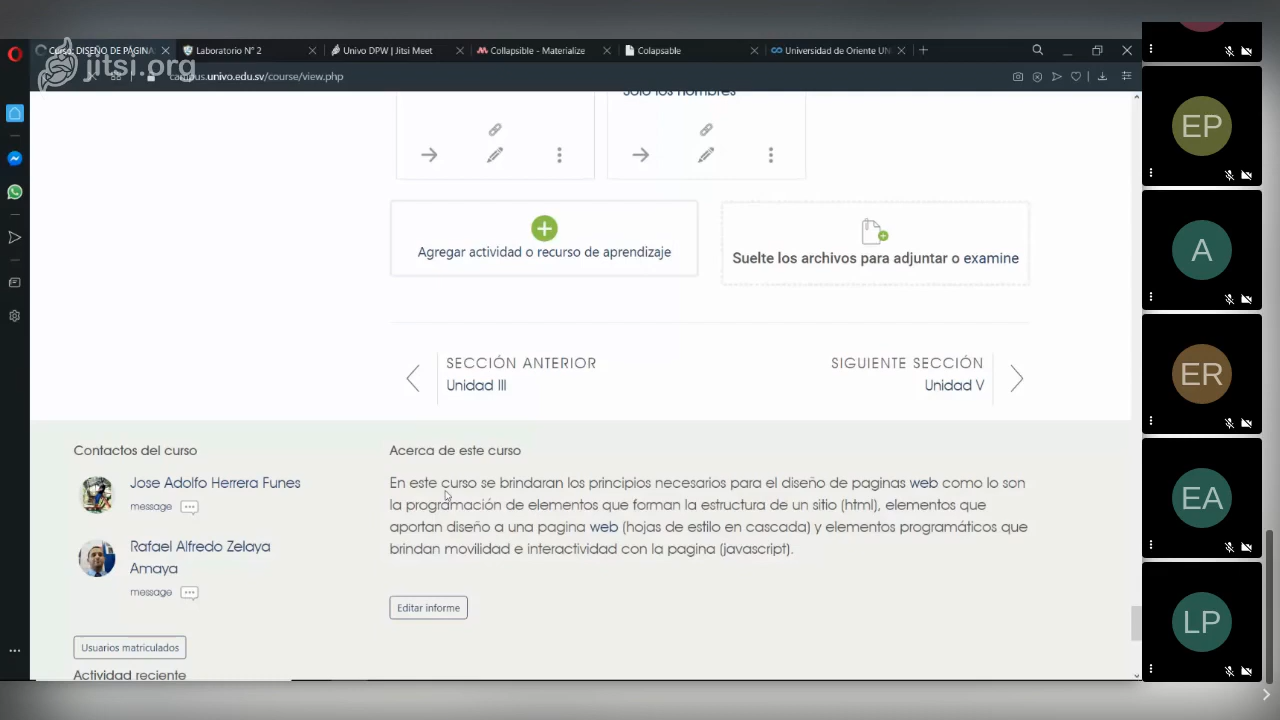 jitsi.org
Curso: DISEÑO DE PÁGINA
Laboratorio N° 2
Univo DPW | Jitsi Meet
Collapsible - Materialize
Colapsable
Universidad de Oriente UN
campus.univo.edu.sv/course/view.php
Solo los nombres
Agregar actividad o recurso de aprendizaje
Suelte los archivos para adjuntar o examine
SECCIÓN ANTERIOR
Unidad III
SIGUIENTE SECCIÓN
Unidad V
Contactos del curso
Jose Adolfo Herrera Funes
message
Rafael Alfredo Zelaya
Amaya
message
Usuarios matriculados
Actividad reciente
Acerca de este curso
En este curso se brindaran los principios necesarios para el diseño de paginas web como lo son
la programación de elementos que forman la estructura de un sitio (html), elementos que
aportan diseño a una pagina web (hojas de estilo en cascada) y elementos programáticos que
brindan movilidad e interactividad con la pagina (javascript).
Editar informe
EP
A
ER
EA
LP